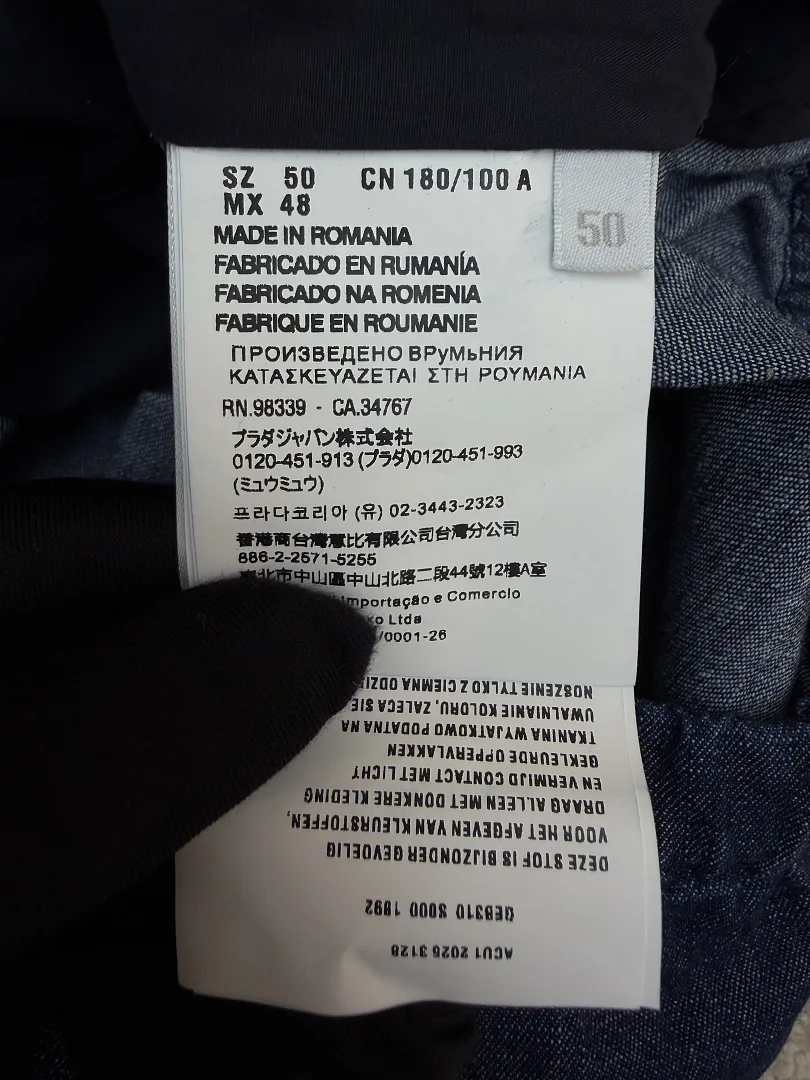 SZ 50 CN 180/100 A
MX 48
50
MADE IN ROMANIA
FABRICADO EN RUMANÍA
FABRICADO NA ROMENIA
FABRIQUE EN ROUMANIE
ПРОИЗВЕДЕНО ВРуМЬНИЯ
ΚΑΤΑΣΚΕΥΑΖΕΤΑΙ ΣΤΗ ΡΟΥΜΑΝΙΑ
RN.98339 - CA.34767
プラダジャパン株式会社
0120-451-913 (プラダ)0120-451-993
(ミュウミュウ)
프라다코리아 (유) 02-3443-2323
香港商台灣惠比有限公司台灣分公司
886-2-2571-5255
臺北市中山區中山北路二段44號12樓A室
Importação e Comercio
Ltda
/0001-26
ACU1 2025 3128
GEB310 S000 1892
DEZE STOF IS BIJZONDER GEVOELIG
VOOR HET AFGEVEN VAN KLEURSTOFFEN,
DRAAG ALLEEN MET DONKERE KLEDING
EN VERMIJD CONTACT MET LICHT
GEKLEURDE OPPERVLAKKEN
TKANINA WYJATKOWO PODATNA NA
UWALNIANIE KOLORU, ZALECA SIE
NOSZENIE TYLKO Z CIEMNA